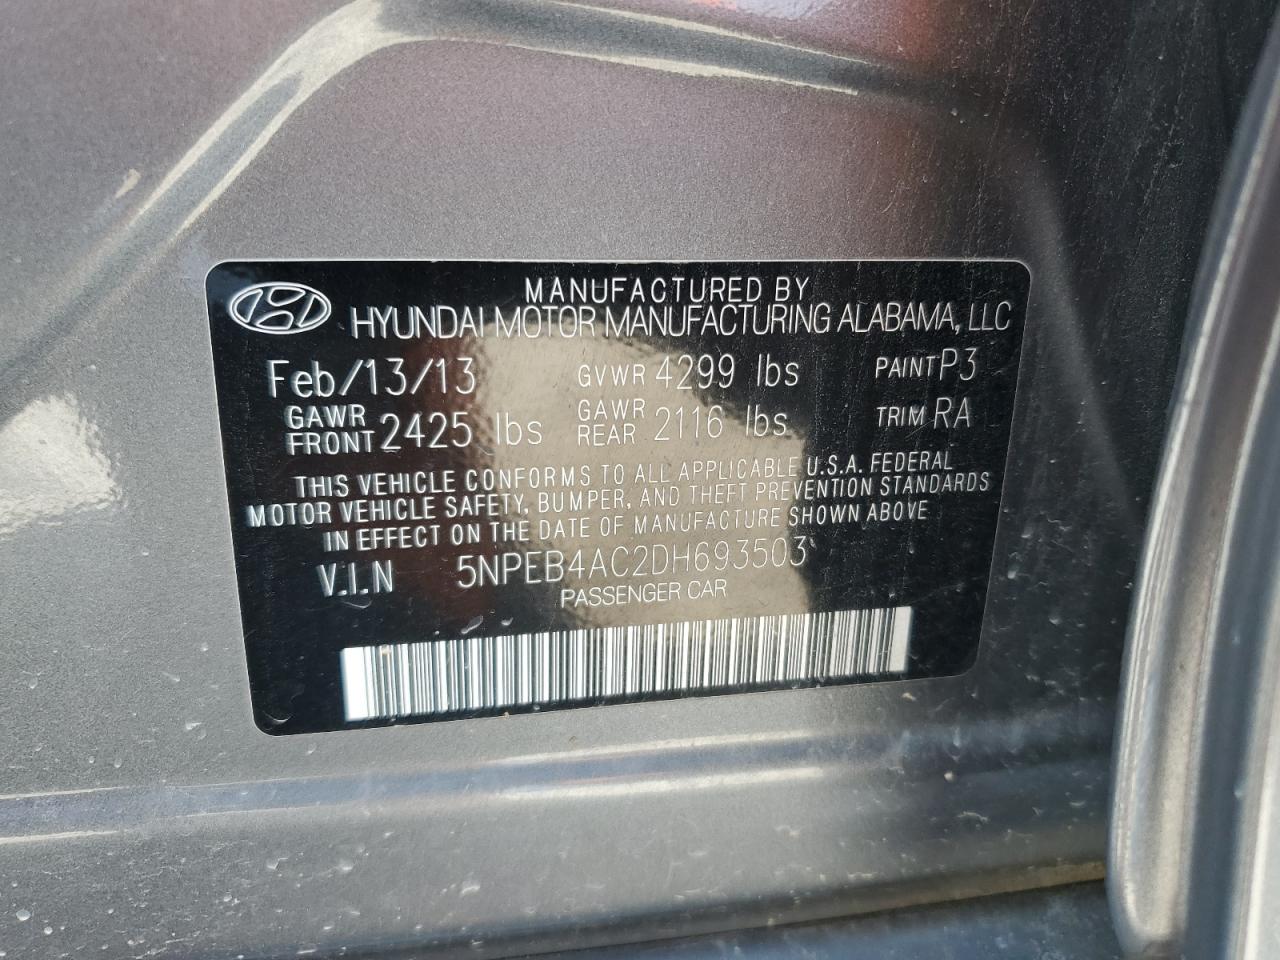 MANUFACTURED BY
HYUNDAI MOTOR MANUFACTURING ALABAMA, LLC
Feb/13/13 GVWR 4299 lbs PAINT P3
GAWR FRONT 2425 lbs GAWR REAR 2116 lbs TRIM RA
THIS VEHICLE CONFORMS TO ALL APPLICABLE U.S.A. FEDERAL
MOTOR VEHICLE SAFETY, BUMPER, AND THEFT PREVENTION STANDARDS
IN EFFECT ON THE DATE OF MANUFACTURE SHOWN ABOVE
V.I.N 5NPEB4AC2DH693503
PASSENGER CAR